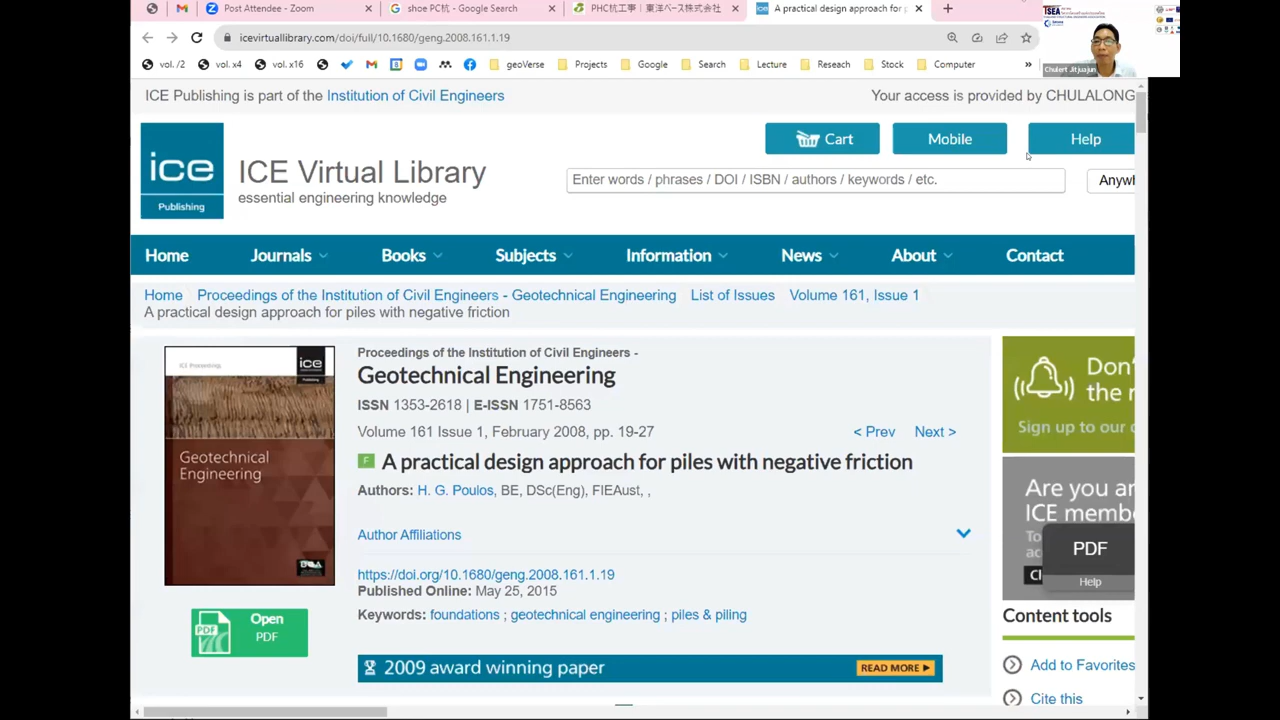 Post Attendee - Zoom
shoe PC杭 - Google Search
PHC杭工事｜東洋ベース株式会社
A practical design approach for p
TSEA
icevirtuallibrary.com/doi/full/10.1680/geng.2008.161.1.19
Chulert Jitjuajun
vol. /2
vol. x4
vol. x16
geoVerse
Projects
Google
Search
Lecture
Reseach
Stock
Computer
»
ICE Publishing is part of the Institution of Civil Engineers
Your access is provided by CHULALONG
Cart
Mobile
Help
ice
Publishing
ICE Virtual Library
essential engineering knowledge
Enter words / phrases / DOI / ISBN / authors / keywords / etc.
Anywh
Home
Journals
Books
Subjects
Information
News
About
Contact
Home
Proceedings of the Institution of Civil Engineers - Geotechnical Engineering
List of Issues
Volume 161, Issue 1
A practical design approach for piles with negative friction
ice
Geotechnical
Engineering
Proceedings of the Institution of Civil Engineers -
Geotechnical Engineering
ISSN 1353-2618 | E-ISSN 1751-8563
Volume 161 Issue 1, February 2008, pp. 19-27
< Prev
Next >
F
A practical design approach for piles with negative friction
Authors: H. G. Poulos, BE, DSc(Eng), FIEAust, ,
Author Affiliations
https://doi.org/10.1680/geng.2008.161.1.19
Published Online: May 25, 2015
Keywords: foundations ; geotechnical engineering ; piles & piling
PDF
Open
PDF
2009 award winning paper
READ MORE
Don'
the r
Sign up to our
Are you ar
ICE memb
PDF
Help
Content tools
Add to Favorites
Cite this